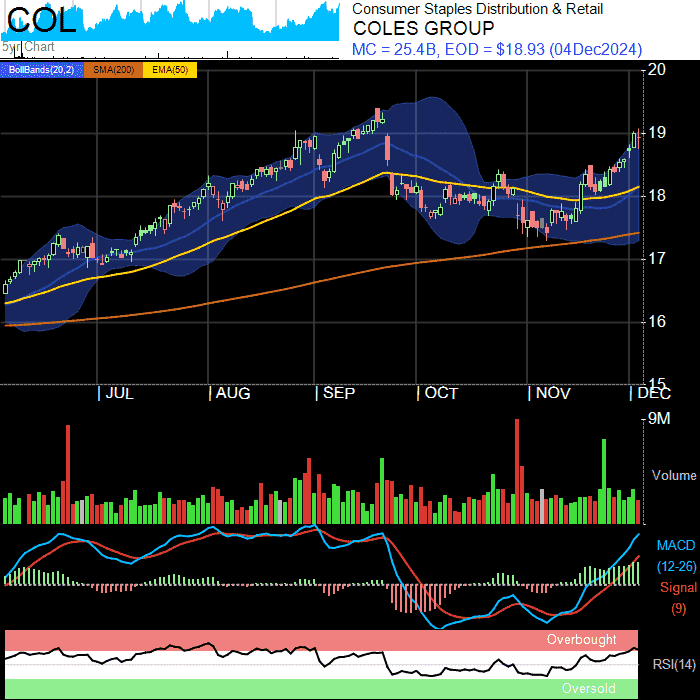 COL
5yr Chart
Consumer Staples Distribution & Retail
COLES GROUP
MC = 25.4B, EOD = $18.93 (04Dec2024)
BollBands(20,2) SMA(200) EMA(50)
20
19
18
17
16
15
| JUL | AUG | SEP | OCT | NOV | DEC
9M
Volume
MACD
(12-26)
Signal
(9)
Overbought
RSI(14)
Oversold